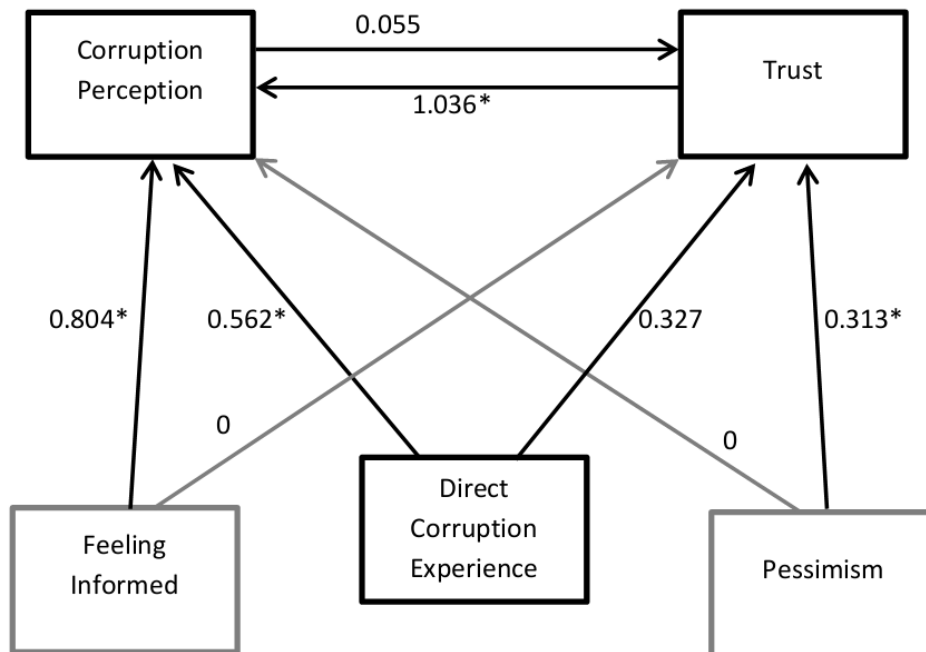 0.055
Corruption
Perception
Trust
1.036*
0.804*
0.562*
0.327
0.313*
0
0
Direct
Corruption
Experience
Feeling
Informed
Pessimism